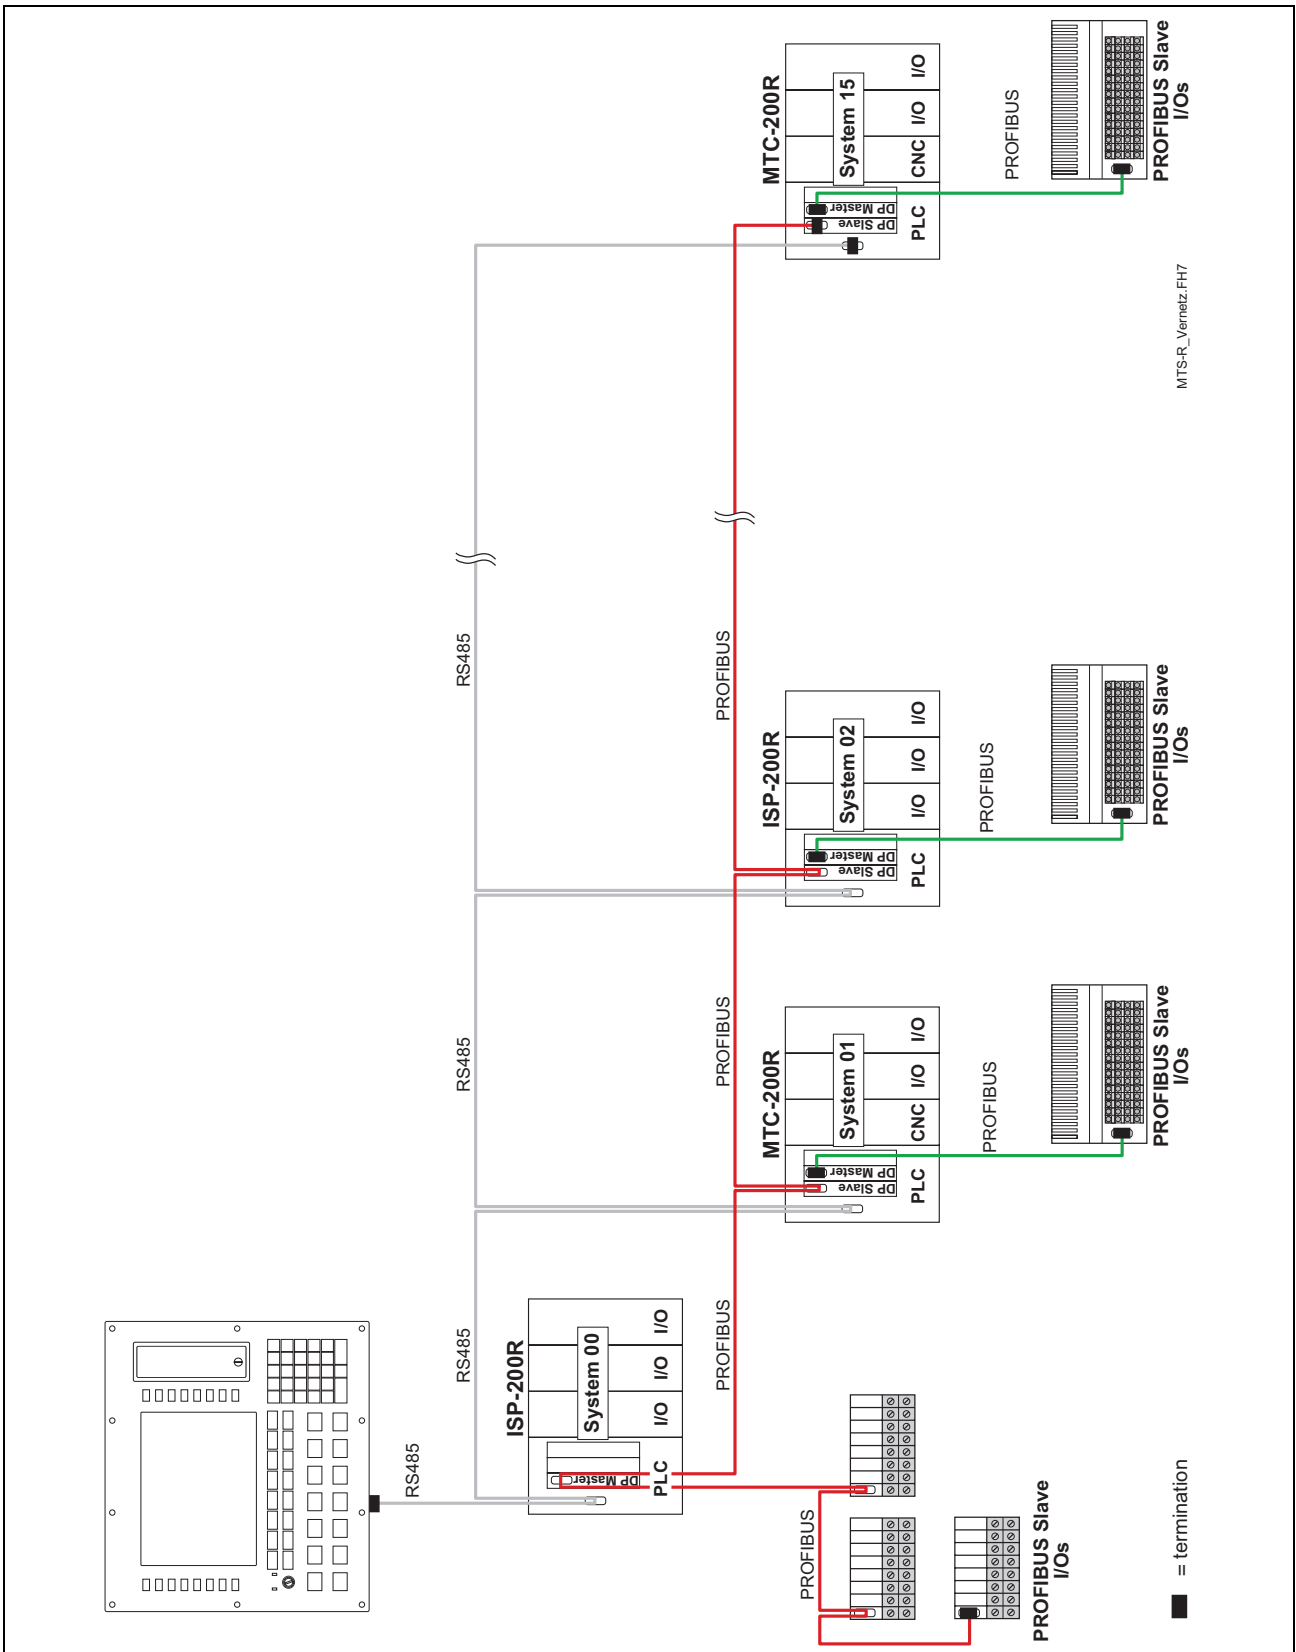 RS485
ISP-200R
System 00
DP Master
PLC
I/O
I/O
I/O
RS485
PROFIBUS
PROFIBUS
PROFIBUS Slave
I/Os
MTC-200R
System 01
DP Slave
DP Master
PLC
CNC
I/O
I/O
RS485
PROFIBUS
PROFIBUS
PROFIBUS Slave
I/Os
ISP-200R
System 02
DP Slave
DP Master
PLC
I/O
I/O
I/O
RS485
PROFIBUS
PROFIBUS
PROFIBUS Slave
I/Os
MTC-200R
System 15
DP Slave
DP Master
PLC
CNC
I/O
I/O
PROFIBUS
PROFIBUS Slave
I/Os
= termination
MTS-R_Vernetz.FH7